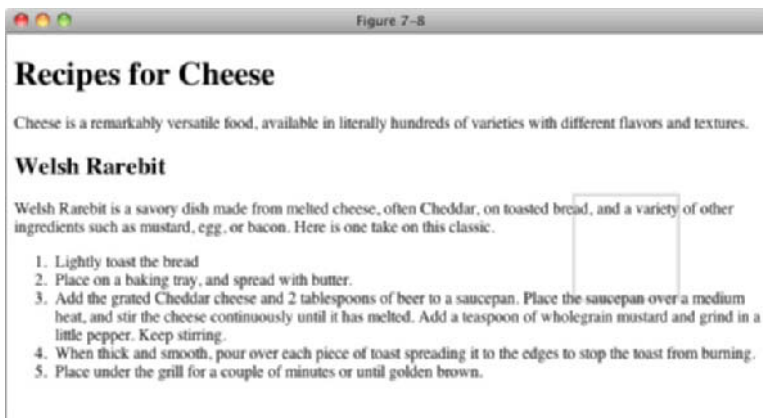 Figure 7-8
Recipes for Cheese
Cheese is a remarkably versatile food, available in literally hundreds of varieties with different flavors and textures.
Welsh Rarebit
Welsh Rarebit is a savory dish made from melted cheese, often Cheddar, on toasted bread, and a variety of other
ingredients such as mustard, egg, or bacon. Here is one take on this classic.
1. Lightly toast the bread
2. Place on a baking tray, and spread with butter.
3. Add the grated Cheddar cheese and 2 tablespoons of beer to a saucepan. Place the saucepan over a medium
heat, and stir the cheese continuously until it has melted. Add a teaspoon of wholegrain mustard and grind in a
little pepper. Keep stirring.
4. When thick and smooth, pour over each piece of toast spreading it to the edges to stop the toast from burning.
5. Place under the grill for a couple of minutes or until golden brown.